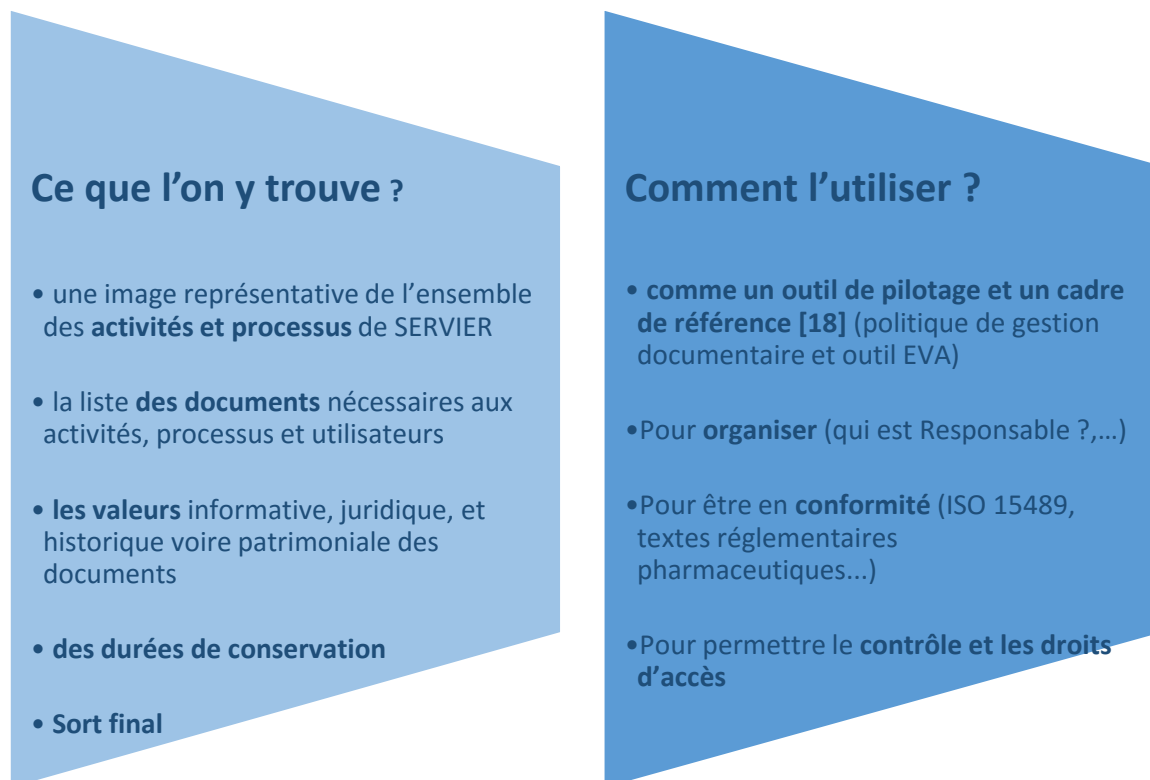 Ce que l'on y trouve ?
• une image représentative de l'ensemble
des activités et processus de SERVIER
• la liste des documents nécessaires aux
activités, processus et utilisateurs
• les valeurs informative, juridique, et
historique voire patrimoniale des
documents
• des durées de conservation
• Sort final
Comment l'utiliser ?
• comme un outil de pilotage et un cadre
de référence [18] (politique de gestion
documentaire et outil EVA)
•Pour organiser (qui est Responsable ?,…)
•Pour être en conformité (ISO 15489,
textes réglementaires
pharmaceutiques...)
•Pour permettre le contrôle et les droits
d'accès